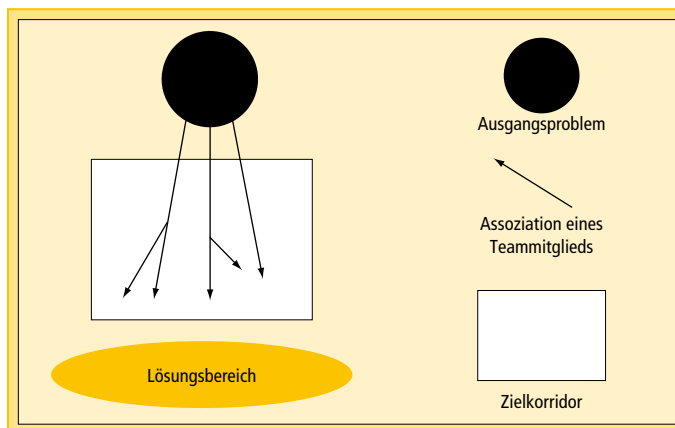 Ausgangsproblem
Assoziation eines
Teammitglieds
Lösungsbereich
Zielkorridor